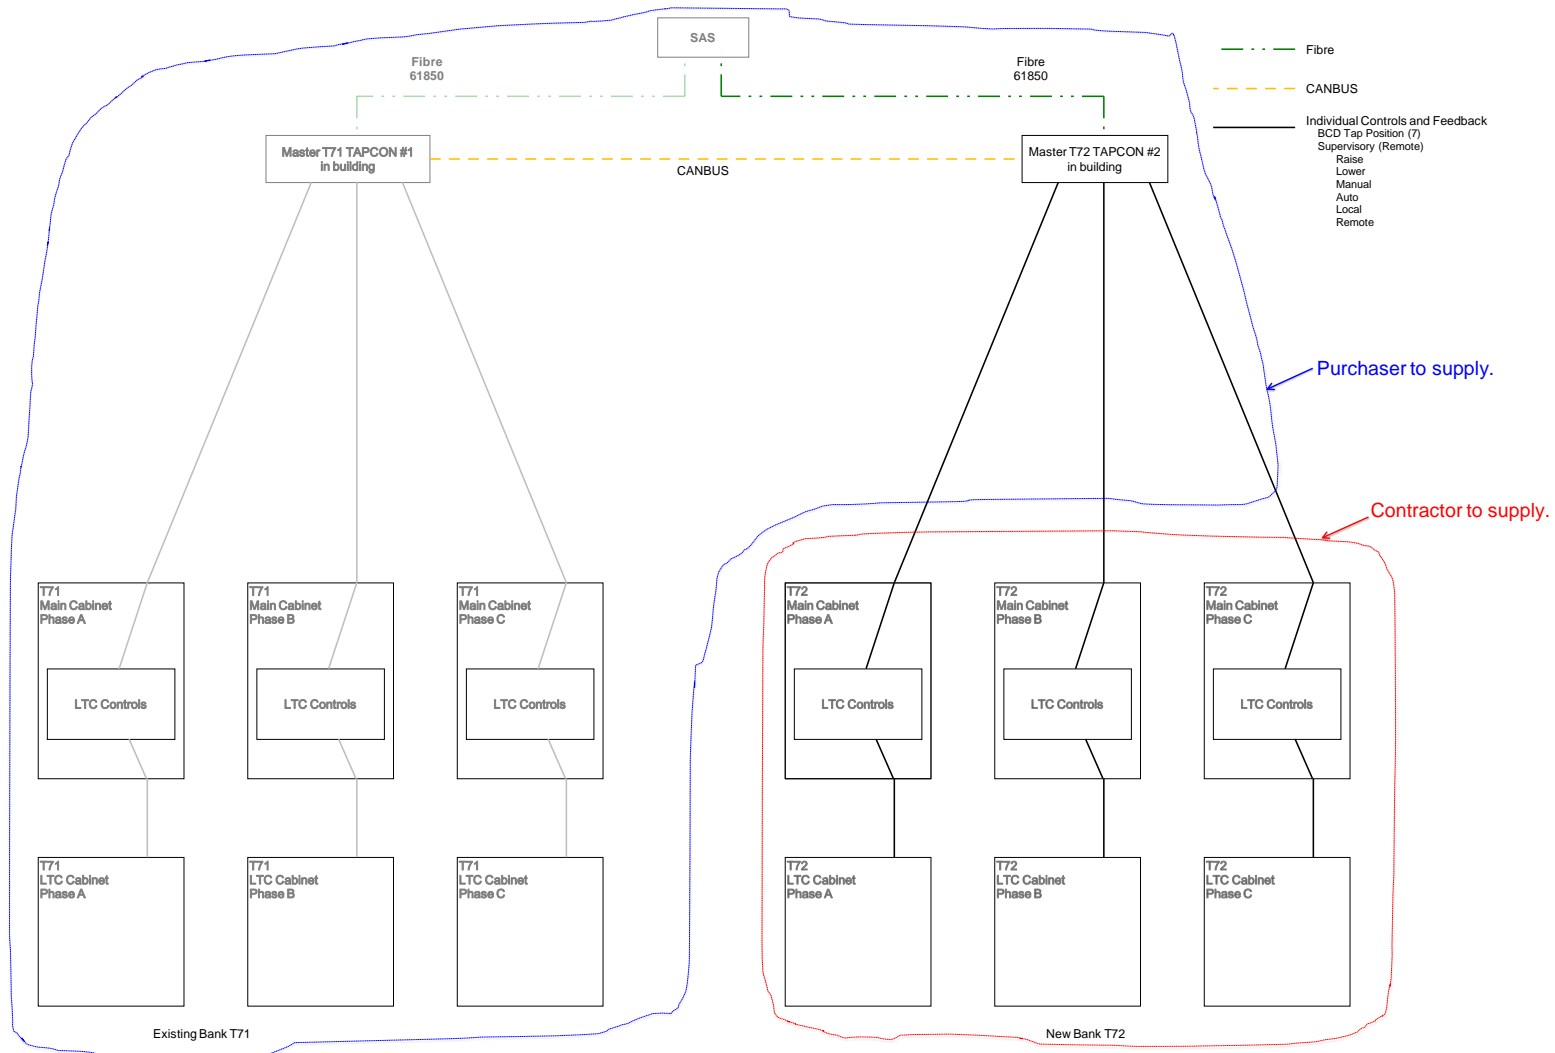 SAS
Fibre
61850
Fibre
61850
Fibre
CANBUS
Individual Controls and Feedback
BCD Tap Position (7)
Supervisory (Remote)
Raise
Lower
Manual
Auto
Local
Remote
Master T71 TAPCON #1
in building
CANBUS
Master T72 TAPCON #2
in building
Purchaser to supply.
Contractor to supply.
T71
Main Cabinet
Phase A
LTC Controls
T71
Main Cabinet
Phase B
LTC Controls
T71
Main Cabinet
Phase C
LTC Controls
T72
Main Cabinet
Phase A
LTC Controls
T72
Main Cabinet
Phase B
LTC Controls
T72
Main Cabinet
Phase C
LTC Controls
T71
LTC Cabinet
Phase A
T71
LTC Cabinet
Phase B
T71
LTC Cabinet
Phase C
T72
LTC Cabinet
Phase A
T72
LTC Cabinet
Phase B
T72
LTC Cabinet
Phase C
Existing Bank T71
New Bank T72